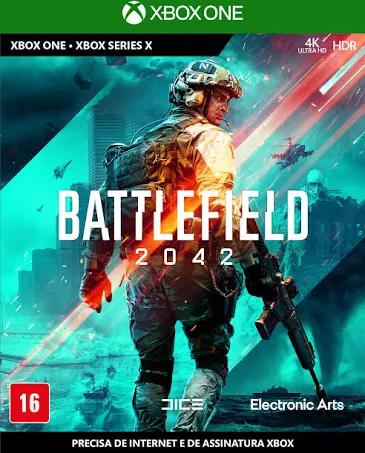 XBOX ONE
XBOX ONE • XBOX SERIES X
4K
ULTRA HD
HDR
BATTLEFIELD
2042
16
DICE
Electronic Arts
PRECISA DE INTERNET E DE ASSINATURA XBOX